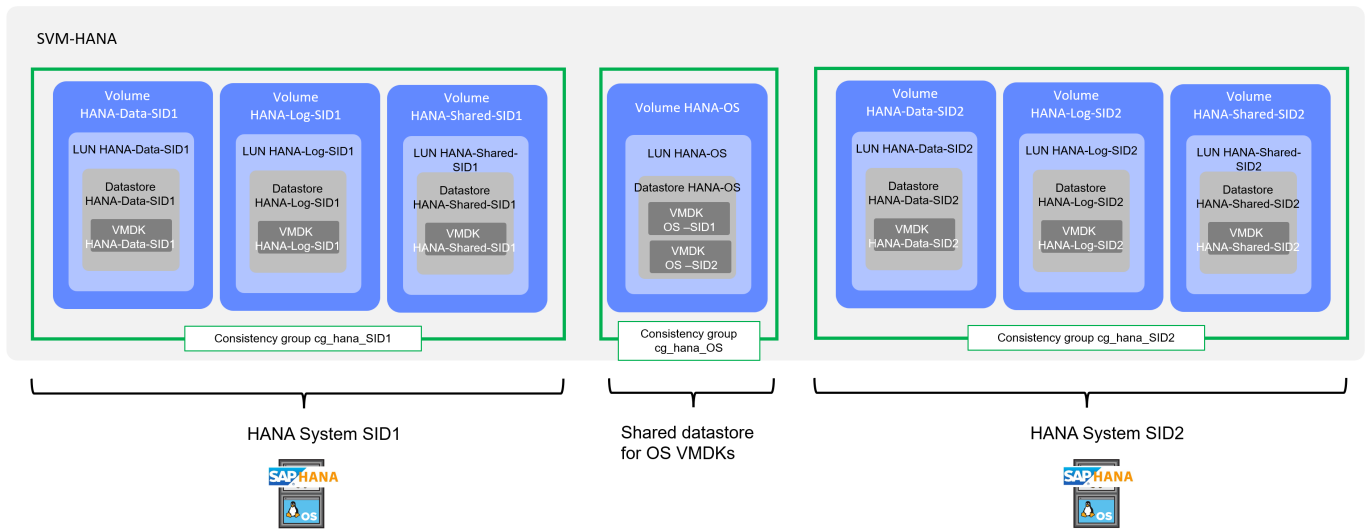 SVM-HANA
Volume
HANA-Data-SID1
LUN HANA-Data-SID1
Datastore
HANA-Data-SID1
VMDK
HANA-Data-SID1
Volume
HANA-Log-SID1
LUN HANA-Log-SID1
Datastore
HANA-Log-SID1
VMDK
HANA-Log-SID1
Volume
HANA-Shared-SID1
LUN HANA-Shared-
SID1
Datastore
HANA-Shared-SID1
VMDK
HANA-Shared-SID1
Consistency group cg_hana_SID1
Volume HANA-OS
LUN HANA-OS
Datastore HANA-OS
VMDK
OS –SID1
VMDK
OS –SID2
Consistency group
cg_hana_OS
Volume
HANA-Data-SID2
LUN HANA-Data-SID2
Datastore
HANA-Data-SID2
VMDK
HANA-Data-SID2
Volume
HANA-Log-SID2
LUN HANA-Log-SID2
Datastore
HANA-Log-SID2
VMDK
HANA-Log-SID2
Volume
HANA-Shared-SID2
LUN HANA-Shared-
SID2
Datastore
HANA-Shared-SID2
VMDK
HANA-Shared-SID2
Consistency group cg_hana_SID2
HANA System SID1
SAP HANA
OS
Shared datastore
for OS VMDKs
HANA System SID2
SAP HANA
OS